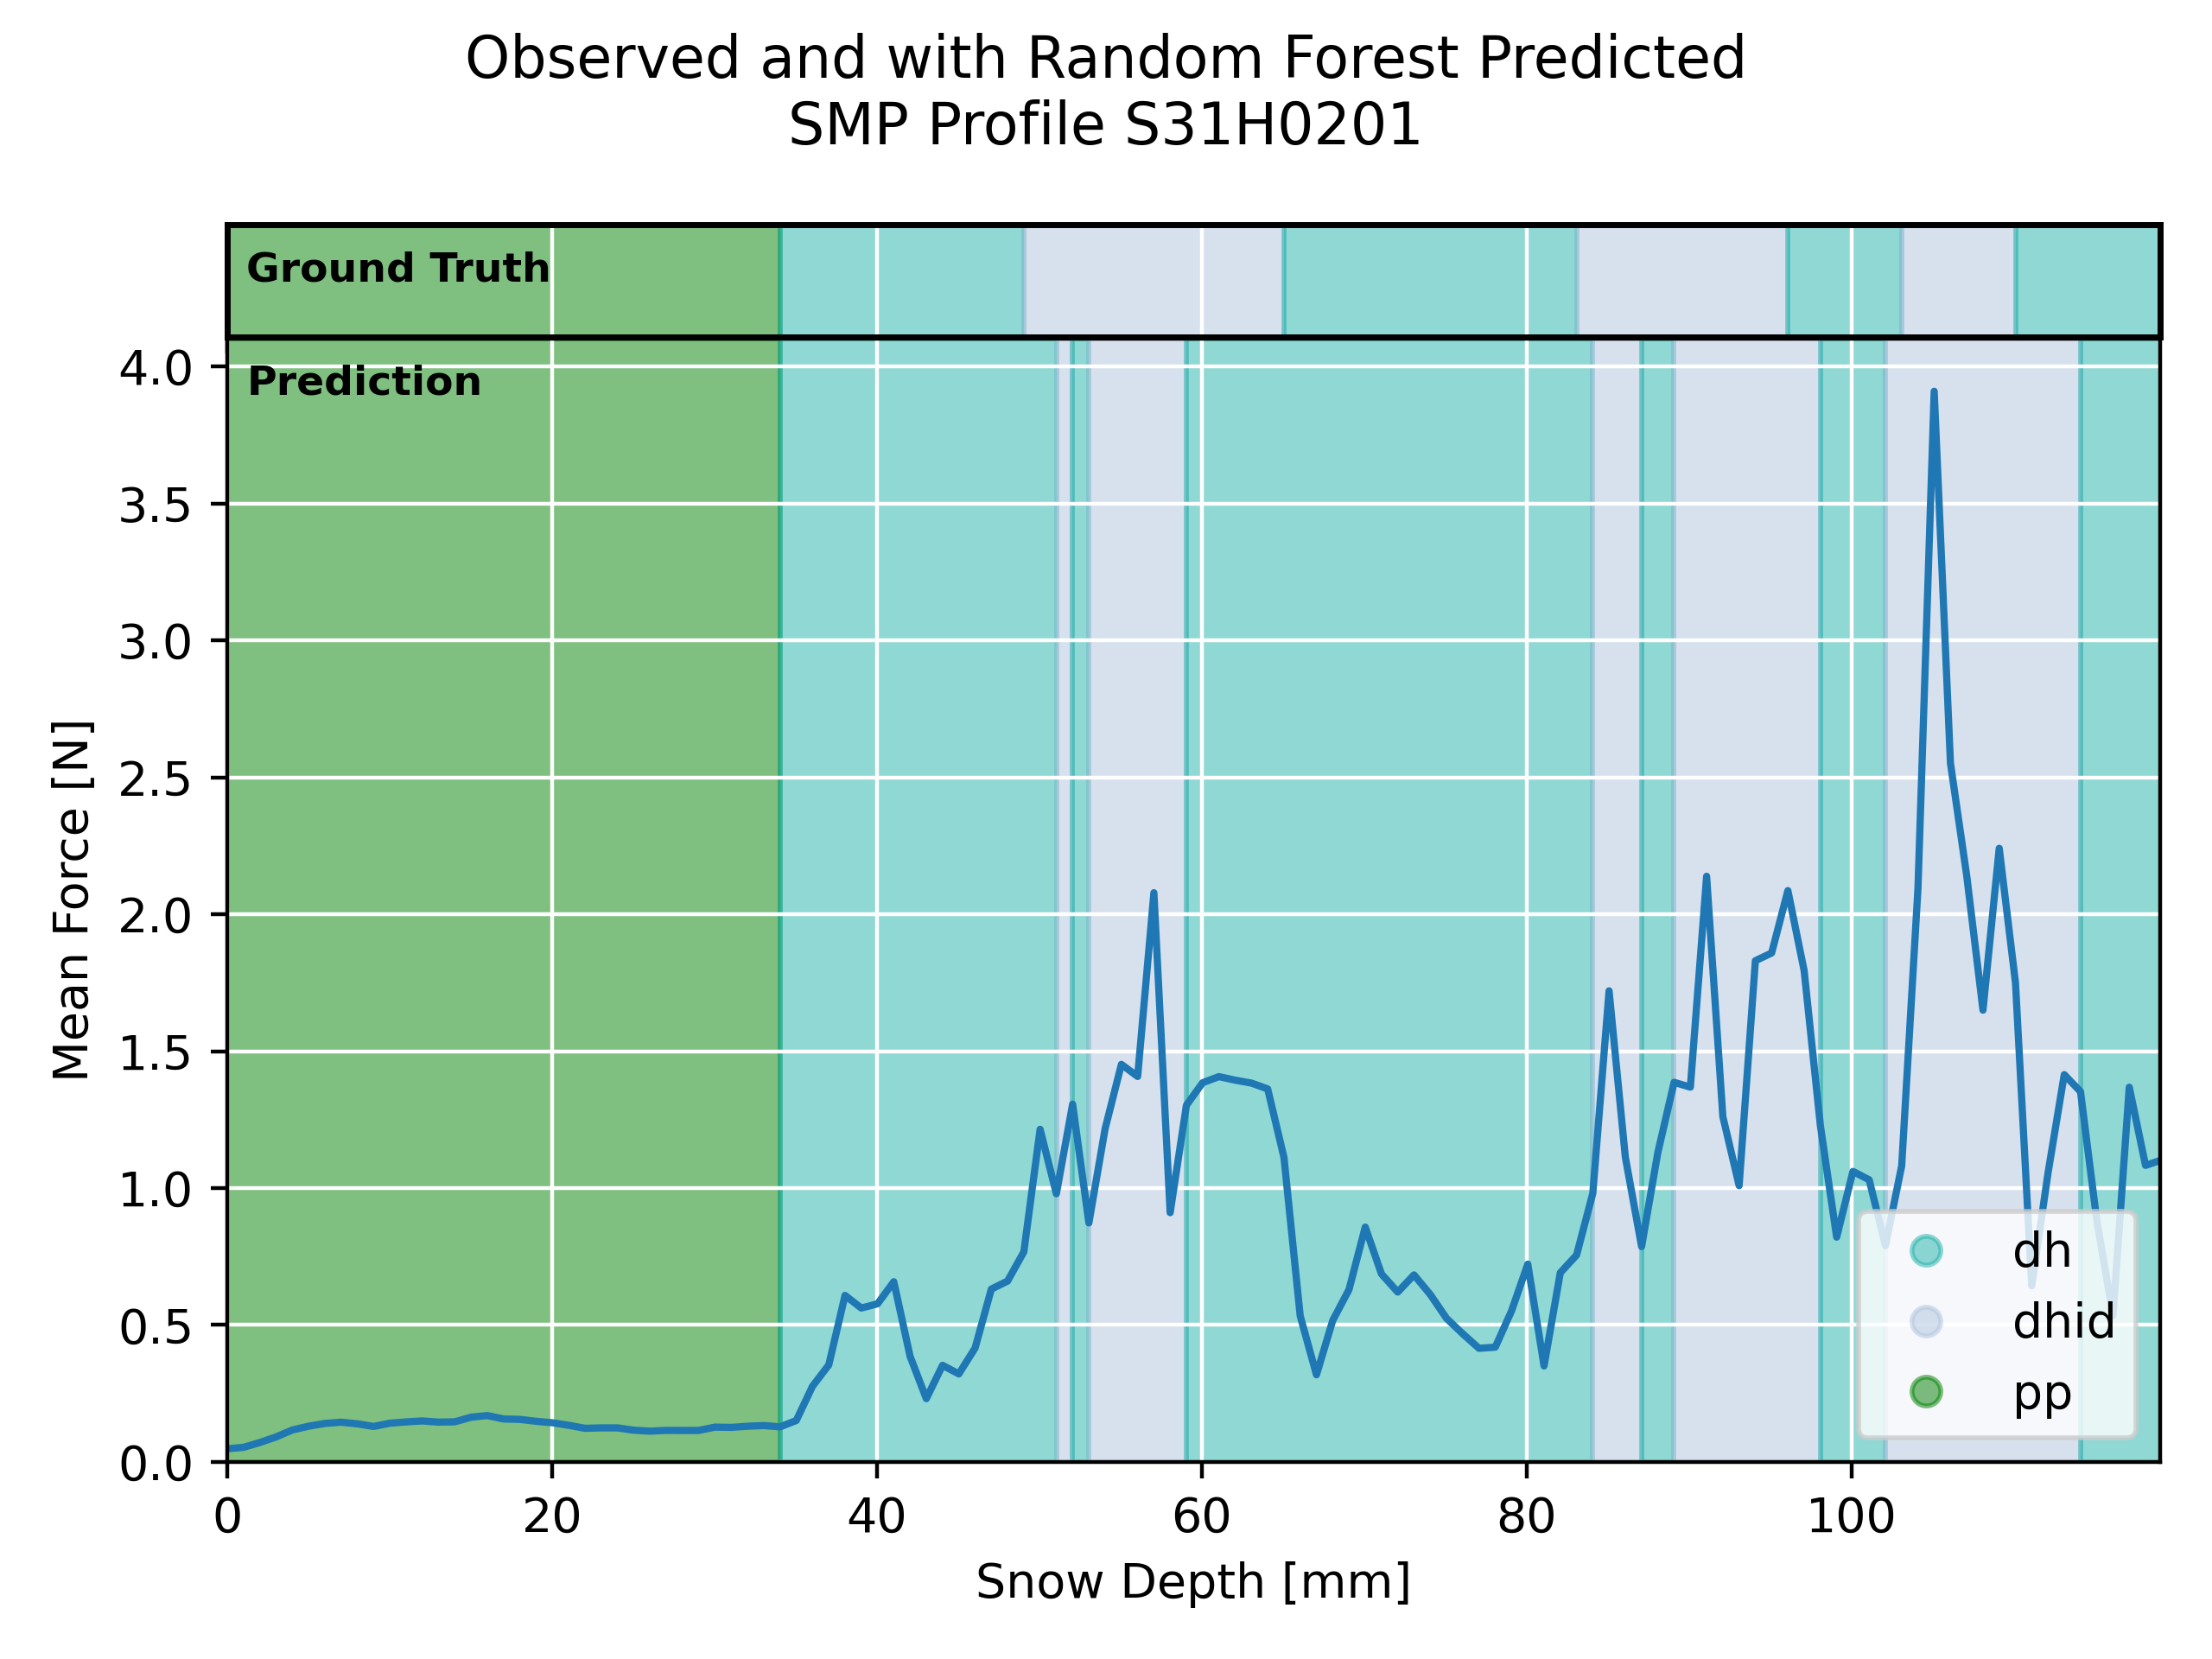 Observed and with Random Forest Predicted
SMP Profile S31H0201
Ground Truth
Prediction
4.0
3.5
3.0
2.5
2.0
1.5
1.0
0.5
0.0
Mean Force [N]
dh
dhid
pp
0 20 40 60 80 100
Snow Depth [mm]